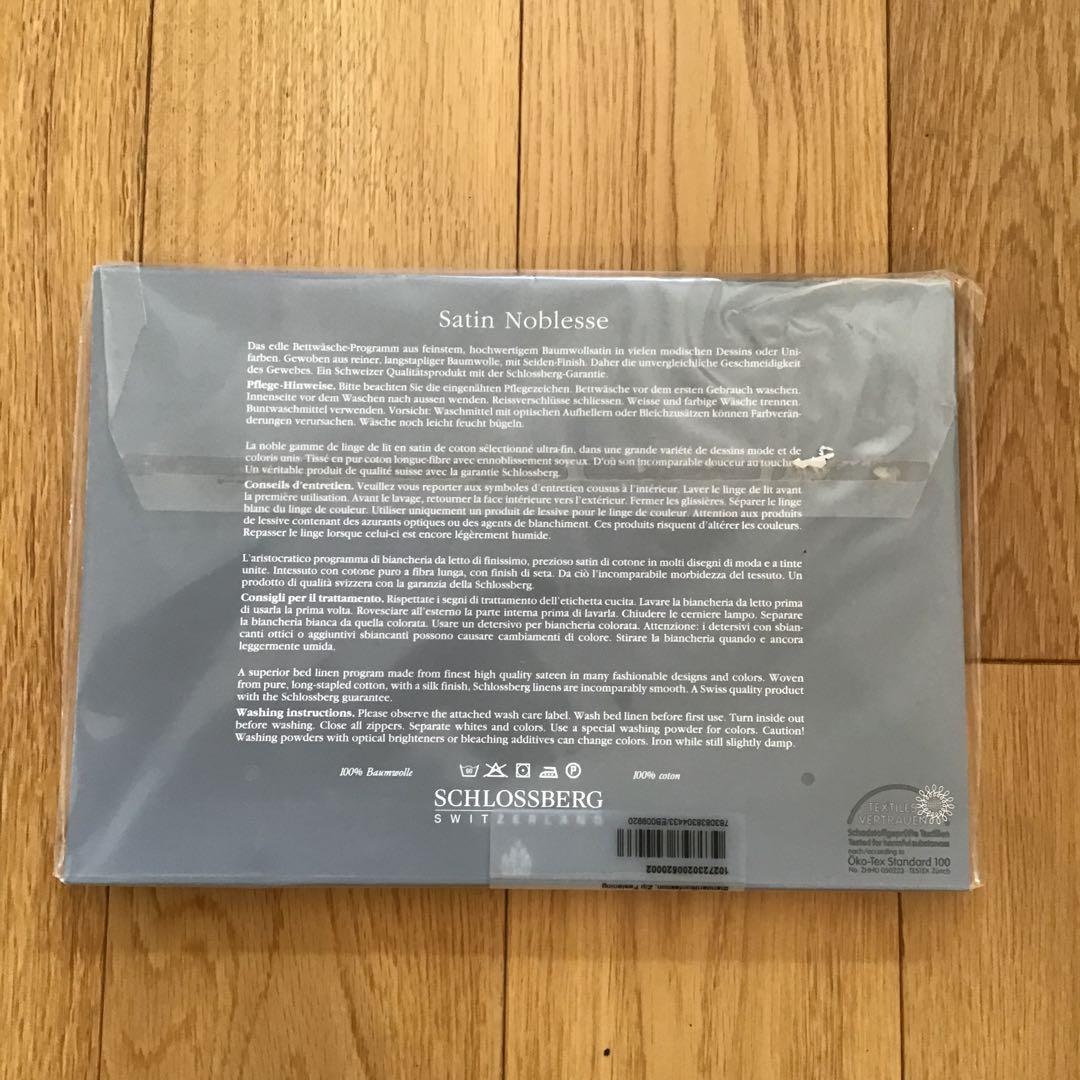 Satin Noblesse
Das edle Bettwäsche-Programm aus feinstem, hochwertigem Baumwollsatin in vielen modischen Dessins oder Uni-
farben. Gewoben aus reiner, langstapliger Baumwolle, mit Seiden-Finish. Daher die unvergleichliche Geschmeidigkeit
des Gewebes. Ein Schweizer Qualitätsprodukt mit der Schlossberg-Garantie.
Pflege-Hinweise. Bitte beachten Sie die eingenähten Pflegezeichen. Bettwäsche vor dem ersten Gebrauch waschen.
Innenseite vor dem Waschen nach aussen wenden. Reissverschlüsse schliessen. Weisse und farbige Wäsche trennen.
Buntwaschmittel verwenden. Vorsicht: Waschmittel mit optischen Aufhellern oder Bleichzusätzen können Farbverän-
derungen verursachen. Wäsche noch leicht feucht bügeln.
La noble gamme de linge de lit en satin de coton sélectionné ultra-fin, dans une grande variété de dessins mode et de
coloris unis. Tissé en pur coton longue-fibre avec ennoblissement soyeux. D'où son incomparable douceur au toucher.
Un véritable produit de qualité suisse avec la garantie Schlossberg.
Conseils d'entretien. Veuillez vous reporter aux symboles d'entretien cousus à l'intérieur. Laver le linge de lit avant
la première utilisation. Avant le lavage, retourner la face intérieure vers l'extérieur. Fermer les glissières. Séparer le linge
blanc du linge de couleur. Utiliser uniquement un produit de lessive pour le linge de couleur. Attention aux produits
de lessive contenant des azurants optiques ou des agents de blanchiment. Ces produits risquent d'altérer les couleurs.
Repasser le linge lorsque celui-ci est encore légèrement humide.
L'aristocratico programma di biancheria da letto di finissimo, prezioso satin di cotone in molti disegni di moda e a tinte
unite. Intessuto con cotone puro a fibra lunga, con finish di seta. Da ciò l'incomparabile morbidezza del tessuto. Un
prodotto di qualità svizzera con la garanzia della Schlossberg.
Consigli per il trattamento. Rispettate i segni di trattamento dell'etichetta cucita. Lavare la biancheria da letto prima
di usarla la prima volta. Rovesciare all'esterno la parte interna prima di lavarla. Chiudere le cerniere lampo. Separare
la biancheria bianca da quella colorata. Usare un detersivo per biancheria colorata. Attenzione: i detersivi con sbian-
canti ottici o aggiuntivi sbiancanti possono causare cambiamenti di colore. Stirare la biancheria quando e ancora
leggermente umida.
A superior bed linen program made from finest high quality sateen in many fashionable designs and colors. Woven
from pure, long-stapled cotton, with a silk finish, Schlossberg linens are incomparably smooth. A Swiss quality product
with the Schlossberg guarantee.
Washing instructions. Please observe the attached wash care label. Wash bed linen before first use. Turn inside out
before washing. Close all zippers. Separate whites and colors. Use a special washing powder for colors. Caution!
Washing powders with optical brighteners or bleaching additives can change colors. Iron while still slightly damp.
100% Baumwolle 60 P 100% coton
SCHLOSSBERG
SWITZERLAND
7630838304433/EB009920
1027230200620002
Zip Fastening
TEXTILES
VERTRAUEN
Schadstoffgeprüfte Textilien
Tested for harmful substances
nach/according to
Öko-Tex Standard 100
No. ZHHO 050223 TESTEX Zürich